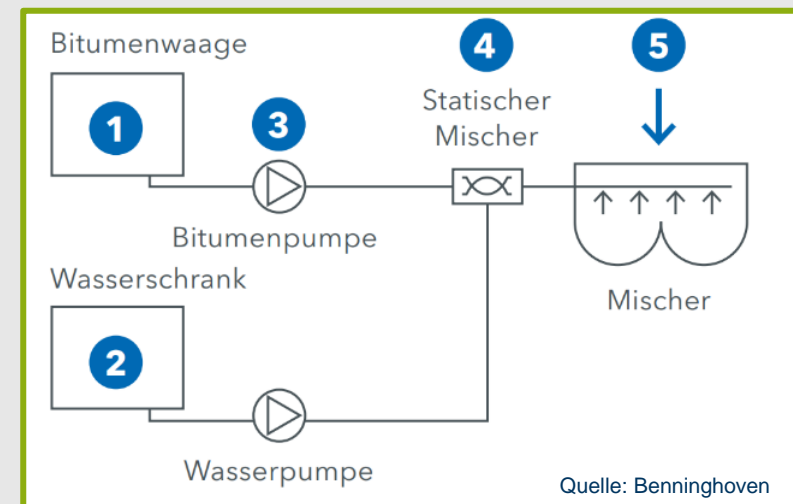 Bitumenwaage
1
3
Bitumenpumpe
4
Statischer
Mischer
5
Mischer
Wasserschrank
2
Wasserpumpe
Quelle: Benninghoven